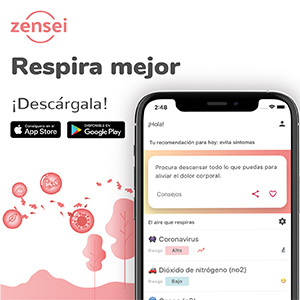 zensei
Respira mejor
¡Descárgala!
Consíguelo en el
App Store
DISPONIBLE EN
Google Play
2:48
¡Hola!
Tu recomendación para hoy: evita síntomas
Procura descansar todo lo que puedas para
aliviar el dolor corporal.
Consejos
El aire que respiras
Coronavirus
Riesgo Alto
Dióxido de nitrógeno (no2)
Riesgo Bajo